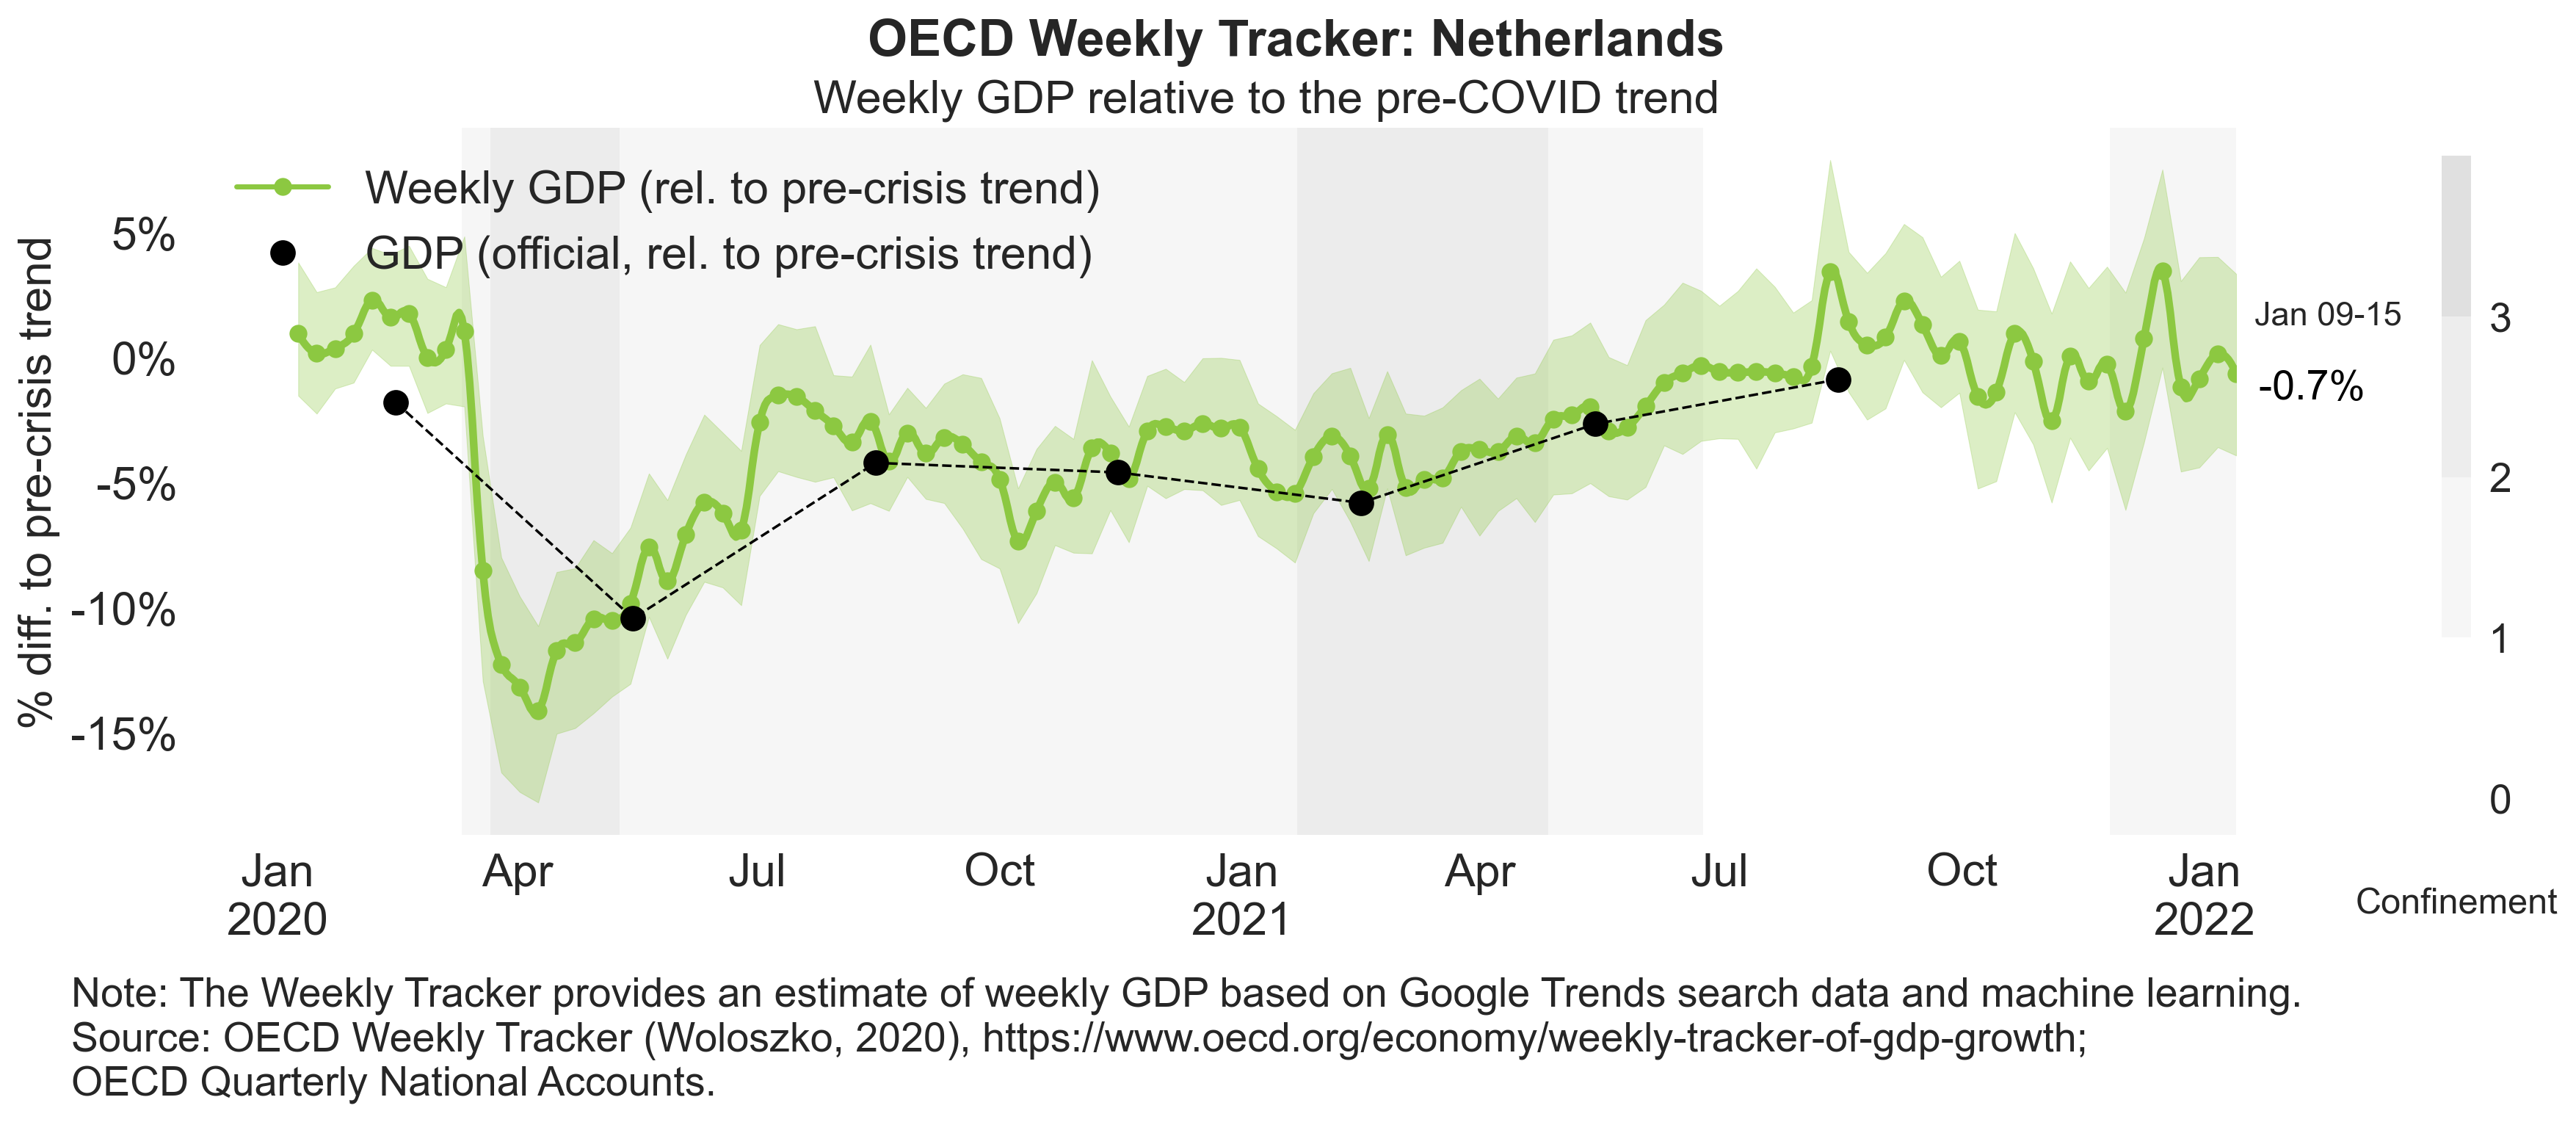 OECD Weekly Tracker: Netherlands
Weekly GDP relative to the pre-COVID trend
Weekly GDP (rel. to pre-crisis trend)
GDP (official, rel. to pre-crisis trend)
% diff. to pre-crisis trend
5%
0%
-5%
-10%
-15%
Jan 09-15
-0.7%
3
2
1
0
Confinement
Jan Apr Jul Oct Jan Apr Jul Oct Jan
2020 2021 2022
Note: The Weekly Tracker provides an estimate of weekly GDP based on Google Trends search data and machine learning.
Source: OECD Weekly Tracker (Woloszko, 2020), https://www.oecd.org/economy/weekly-tracker-of-gdp-growth;
OECD Quarterly National Accounts.